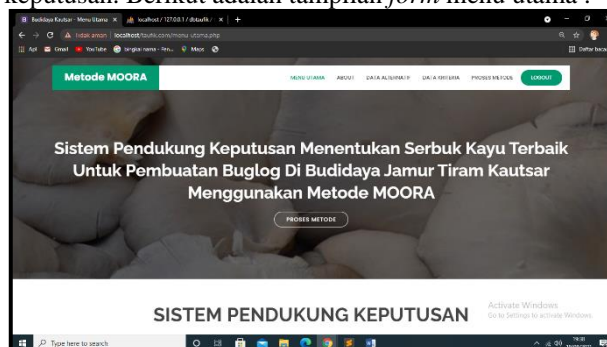 keputusan. Berikut adalah tampilan form menu utama :
Budidaya Kautsar - Menu Utama
localhost / 127.0.0.1 /
Tidak aman localhost/taufik.com/menu-utama.php
Apl Gmail YouTube Maps
Metode MOORA
MENU UTAMA ABOUT DATA ALTERNATIF DATA KRITERIA PROSES METODE LOGOUT
Sistem Pendukung Keputusan Menentukan Serbuk Kayu Terbaik
Untuk Pembuatan Buglog Di Budidaya Jamur Tiram Kautsar
Menggunakan Metode MOORA
PROSES METODE
SISTEM PENDUKUNG KEPUTUSAN
Activate Windows
Go to Settings to activate Windows.
Type here to search